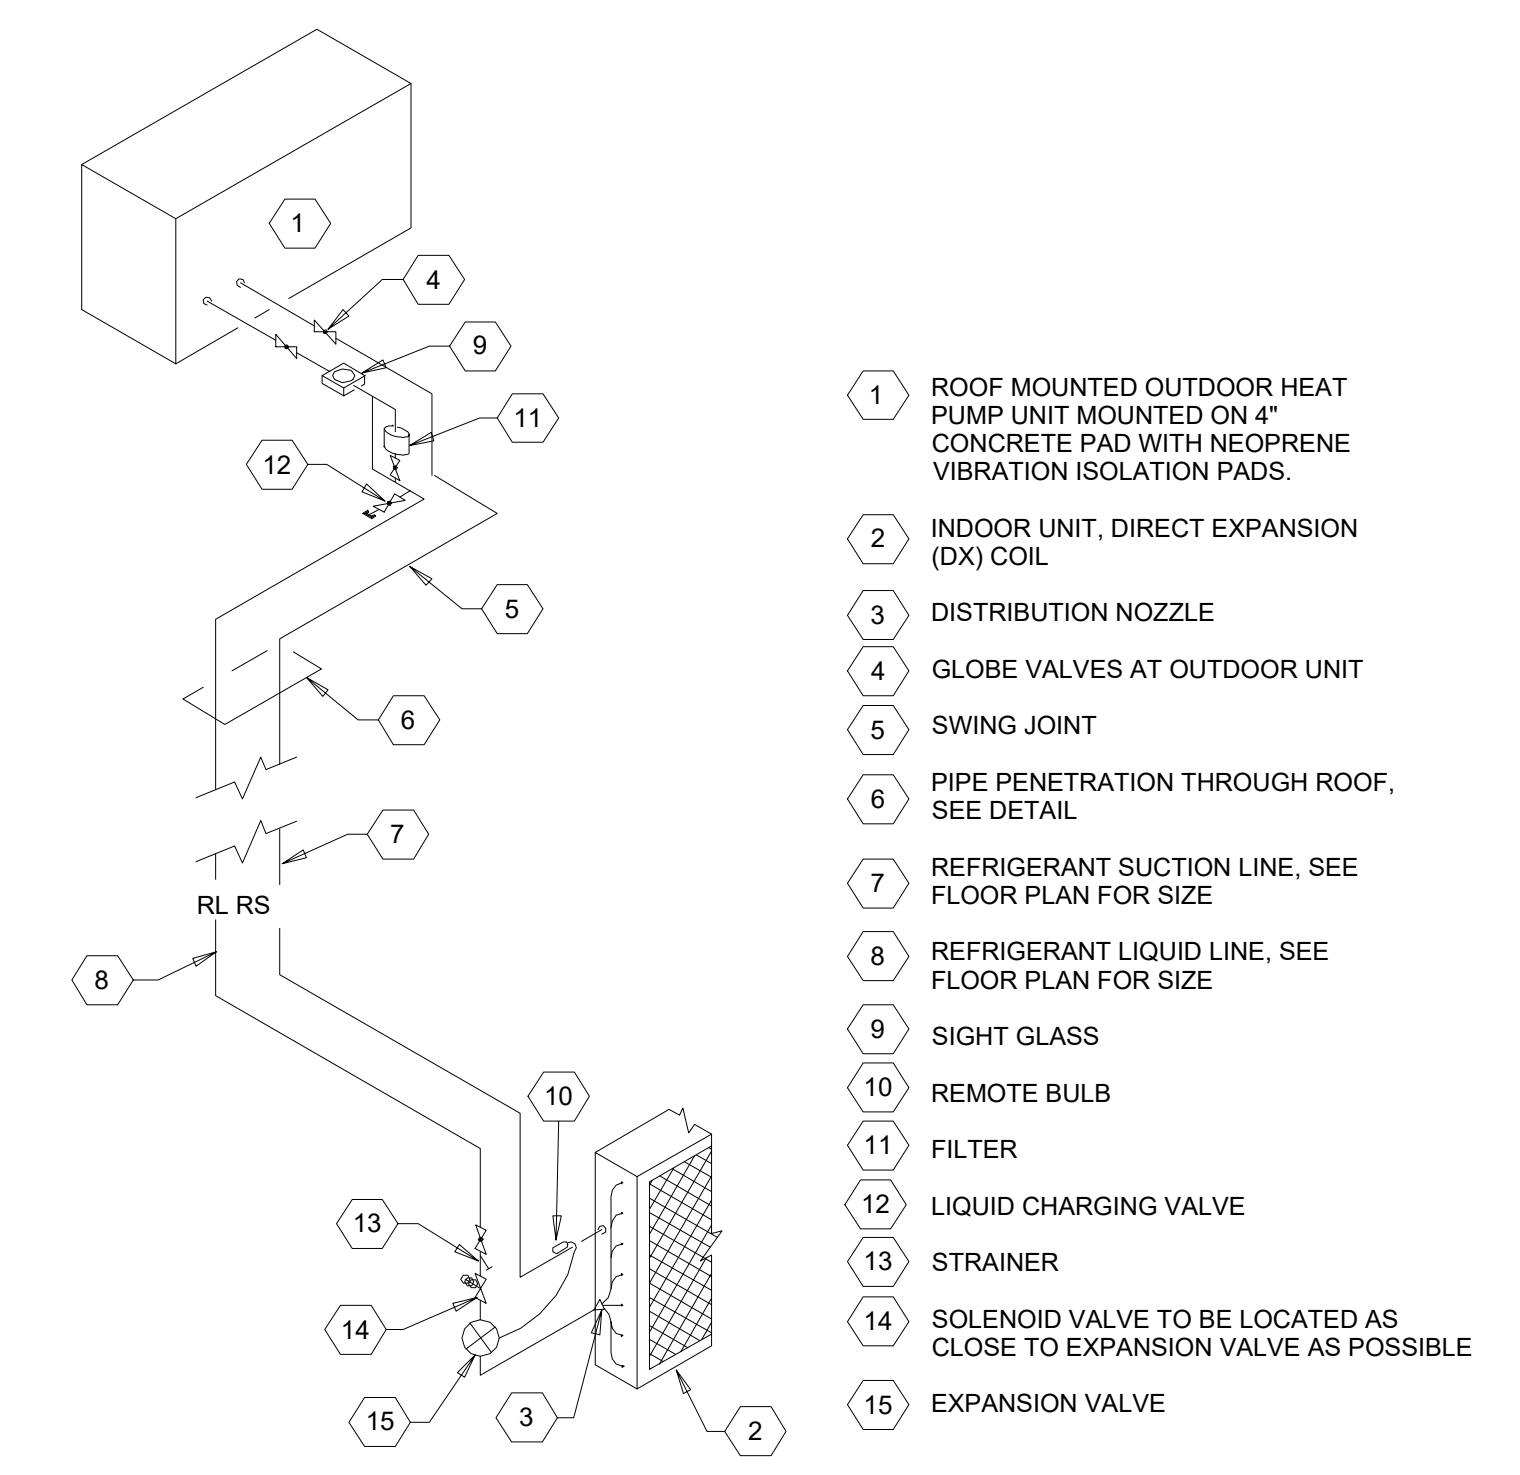 1
4
9
11
12
5
6
7
RL RS
8
10
13
14
15
3
2
1 ROOF MOUNTED OUTDOOR HEAT
PUMP UNIT MOUNTED ON 4"
CONCRETE PAD WITH NEOPRENE
VIBRATION ISOLATION PADS.
2 INDOOR UNIT, DIRECT EXPANSION
(DX) COIL
3 DISTRIBUTION NOZZLE
4 GLOBE VALVES AT OUTDOOR UNIT
5 SWING JOINT
6 PIPE PENETRATION THROUGH ROOF,
SEE DETAIL
7 REFRIGERANT SUCTION LINE, SEE
FLOOR PLAN FOR SIZE
8 REFRIGERANT LIQUID LINE, SEE
FLOOR PLAN FOR SIZE
9 SIGHT GLASS
10 REMOTE BULB
11 FILTER
12 LIQUID CHARGING VALVE
13 STRAINER
14 SOLENOID VALVE TO BE LOCATED AS
CLOSE TO EXPANSION VALVE AS POSSIBLE
15 EXPANSION VALVE